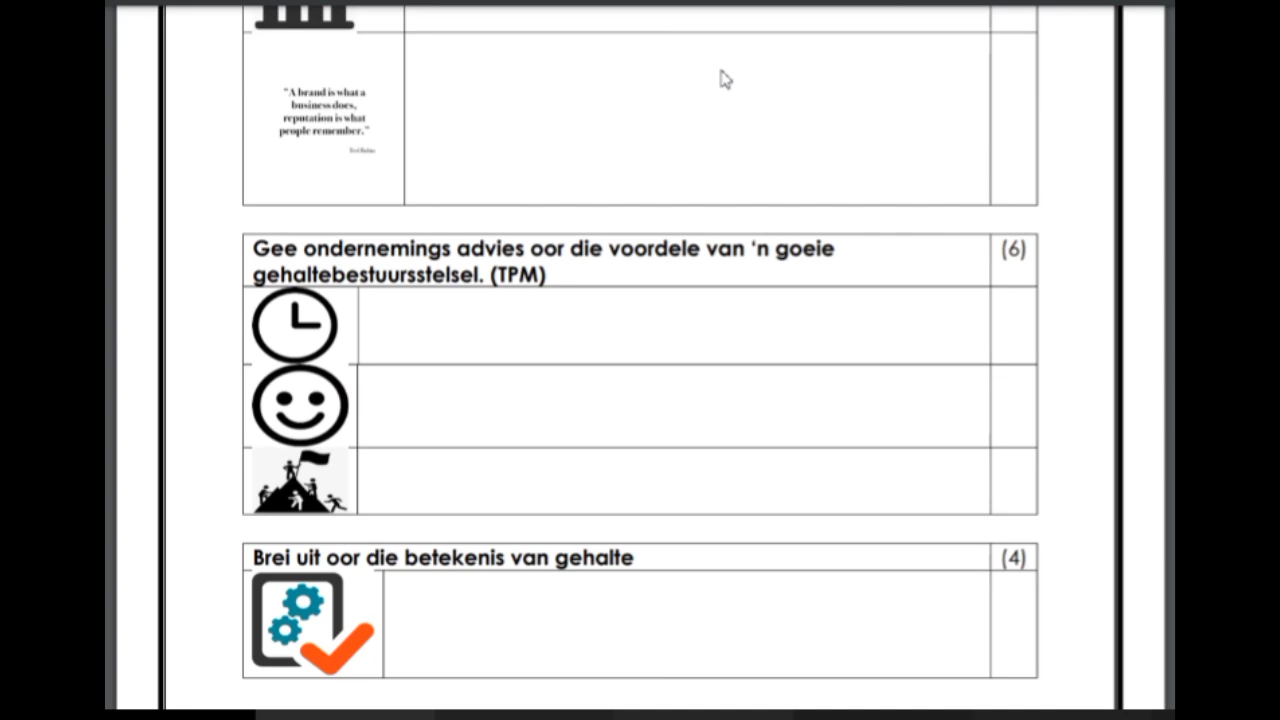 "A brand is what a
business does,
reputation is what
people remember."
Gee ondernemings advies oor die voordele van ‘n goeie (6)
gehaltebestuursstelsel. (TPM)
Brei uit oor die betekenis van gehalte (4)